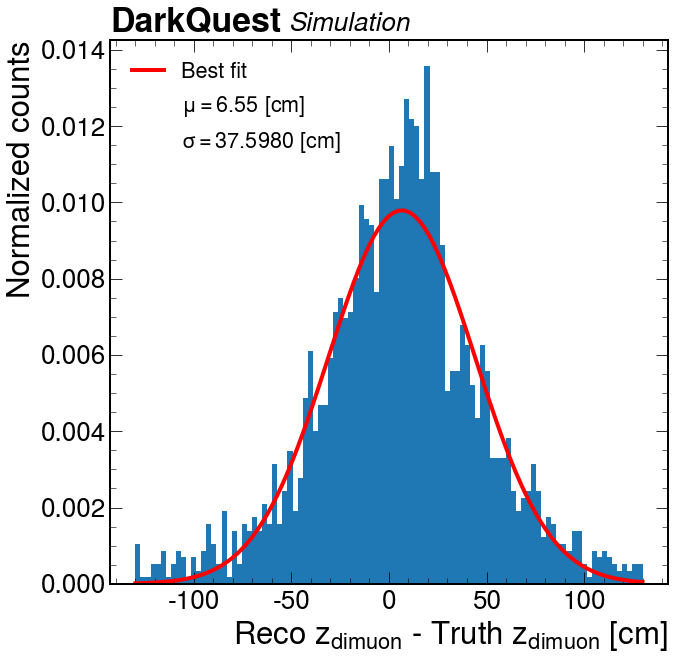 DarkQuest Simulation
Normalized counts
0.014
0.012
0.010
0.008
0.006
0.004
0.002
0.000
Best fit
μ = 6.55 [cm]
σ = 37.5980 [cm]
-100 -50 0 50 100
Reco z_dimuon - Truth z_dimuon [cm]